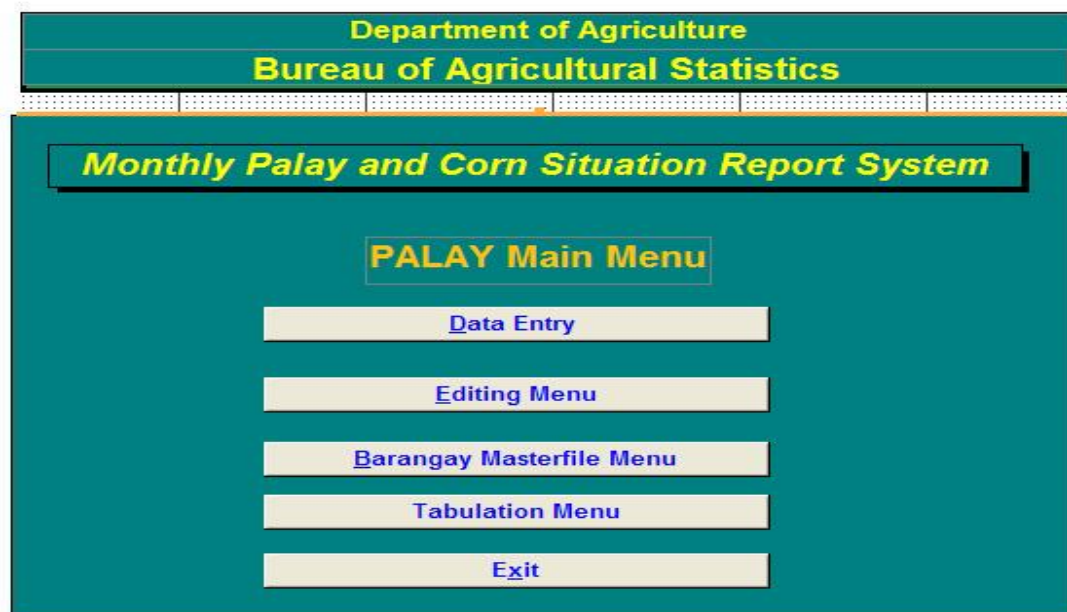 Department of Agriculture
Bureau of Agricultural Statistics
Monthly Palay and Corn Situation Report System
PALAY Main Menu
Data Entry
Editing Menu
Barangay Masterfile Menu
Tabulation Menu
Exit